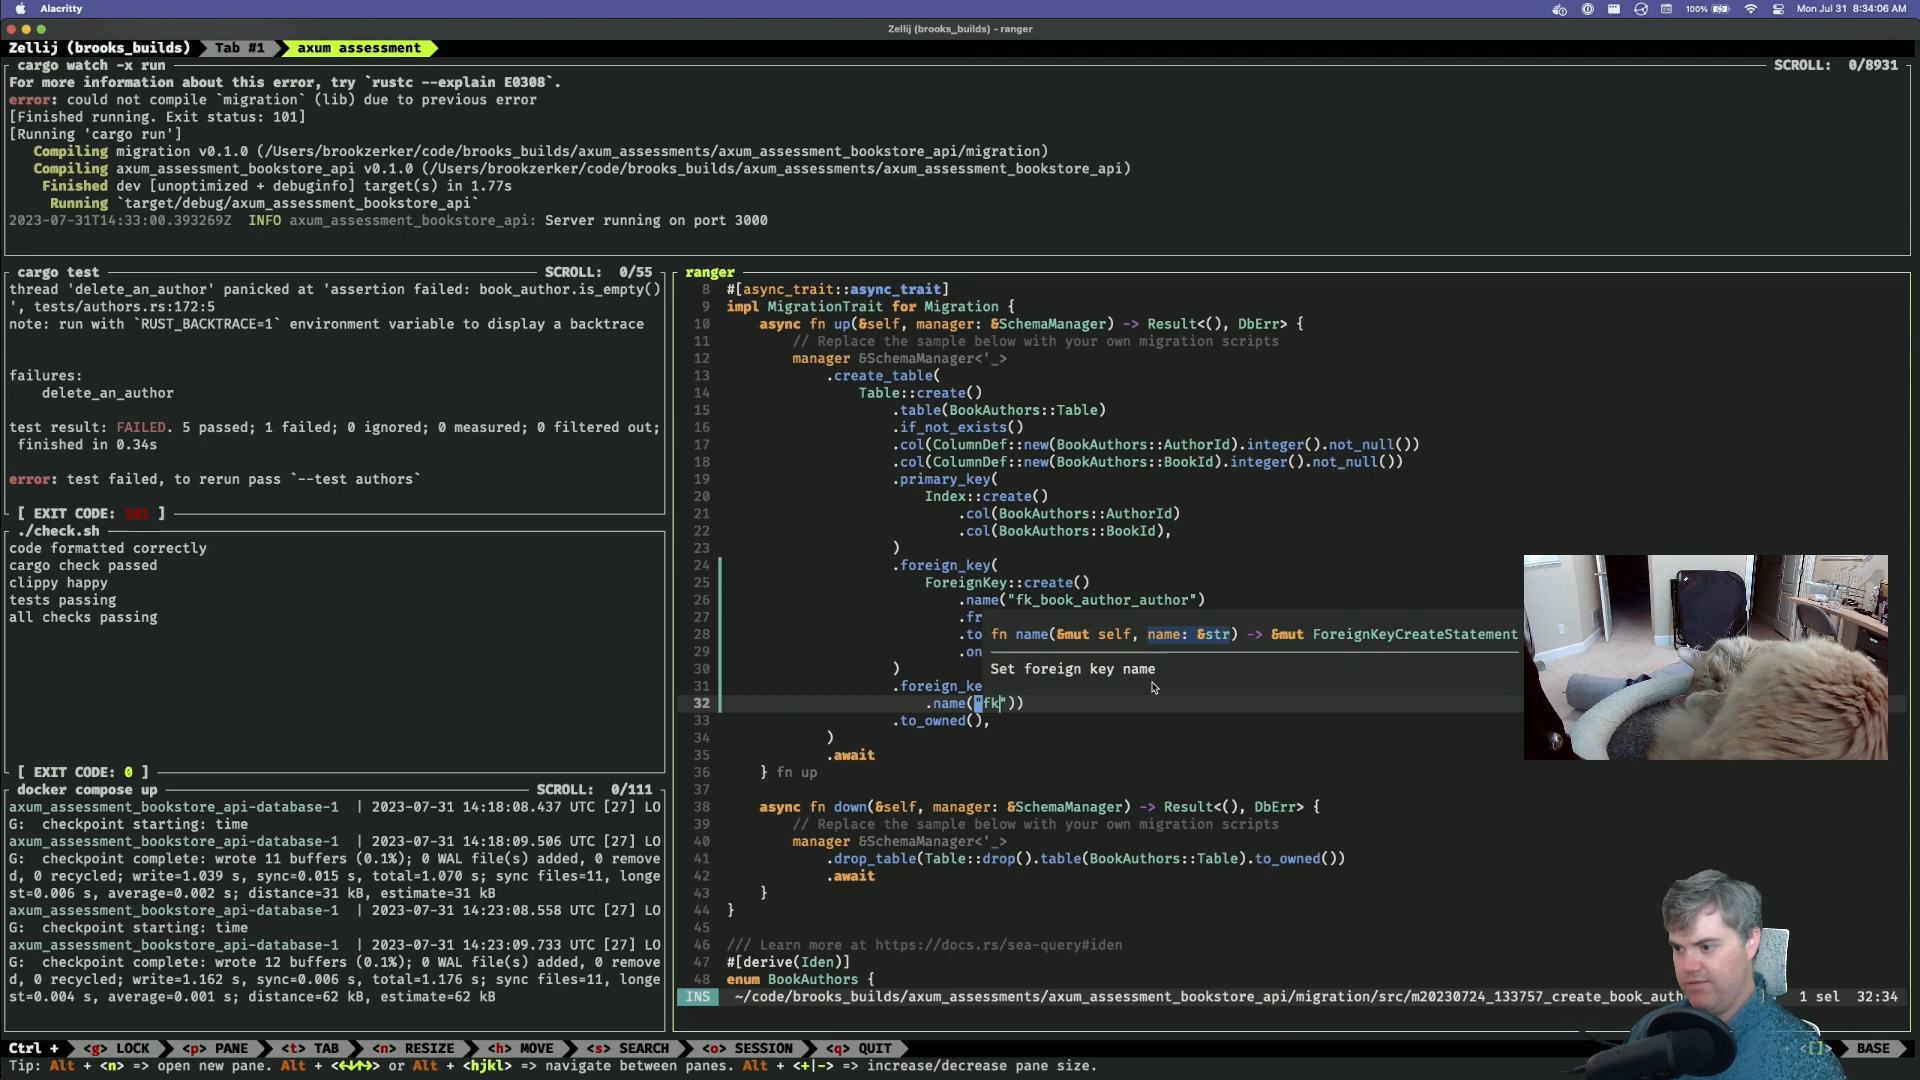 Alacritty
100%
Mon Jul 31 8:34:06 AM
Zellij (brooks_builds) - ranger
Zellij (brooks_builds) Tab #1 axum assessment
cargo watch -x run SCROLL: 0/8931
For more information about this error, try `rustc --explain E0308`.
error: could not compile `migration` (lib) due to previous error
[Finished running. Exit status: 101]
[Running 'cargo run']
Compiling migration v0.1.0 (/Users/brookzerker/code/brooks_builds/axum_assessments/axum_assessment_bookstore_api/migration)
Compiling axum_assessment_bookstore_api v0.1.0 (/Users/brookzerker/code/brooks_builds/axum_assessments/axum_assessment_bookstore_api)
Finished dev [unoptimized + debuginfo] target(s) in 1.77s
Running `target/debug/axum_assessment_bookstore_api`
2023-07-31T14:33:00.393269Z INFO axum_assessment_bookstore_api: Server running on port 3000
cargo test SCROLL: 0/55
thread 'delete_an_author' panicked at 'assertion failed: book_author.is_empty()
', tests/authors.rs:172:5
note: run with `RUST_BACKTRACE=1` environment variable to display a backtrace
failures:
delete_an_author
test result: FAILED. 5 passed; 1 failed; 0 ignored; 0 measured; 0 filtered out;
finished in 0.34s
error: test failed, to rerun pass `--test authors`
[ EXIT CODE: 101 ]
./check.sh
code formatted correctly
cargo check passed
clippy happy
tests passing
all checks passing
[ EXIT CODE: 0 ]
docker compose up SCROLL: 0/111
axum_assessment_bookstore_api-database-1 | 2023-07-31 14:18:08.437 UTC [27] LO
G: checkpoint starting: time
axum_assessment_bookstore_api-database-1 | 2023-07-31 14:18:09.506 UTC [27] LO
G: checkpoint complete: wrote 11 buffers (0.1%); 0 WAL file(s) added, 0 remove
d, 0 recycled; write=1.039 s, sync=0.015 s, total=1.070 s; sync files=11, longe
st=0.006 s, average=0.002 s; distance=31 kB, estimate=31 kB
axum_assessment_bookstore_api-database-1 | 2023-07-31 14:23:08.558 UTC [27] LO
G: checkpoint starting: time
axum_assessment_bookstore_api-database-1 | 2023-07-31 14:23:09.733 UTC [27] LO
G: checkpoint complete: wrote 12 buffers (0.1%); 0 WAL file(s) added, 0 remove
d, 0 recycled; write=1.162 s, sync=0.006 s, total=1.176 s; sync files=11, longe
st=0.004 s, average=0.001 s; distance=62 kB, estimate=62 kB
ranger
8 #[async_trait::async_trait]
9 impl MigrationTrait for Migration {
10 async fn up(&self, manager: &SchemaManager) -> Result<(), DbErr> {
11 // Replace the sample below with your own migration scripts
12 manager &SchemaManager<'_>
13 .create_table(
14 Table::create()
15 .table(BookAuthors::Table)
16 .if_not_exists()
17 .col(ColumnDef::new(BookAuthors::AuthorId).integer().not_null())
18 .col(ColumnDef::new(BookAuthors::BookId).integer().not_null())
19 .primary_key(
20 Index::create()
21 .col(BookAuthors::AuthorId)
22 .col(BookAuthors::BookId),
23 )
24 .foreign_key(
25 ForeignKey::create()
26 .name("fk_book_author_author")
27 .fr
28 .to fn name(&mut self, name: &str) -> &mut ForeignKeyCreateStatement
29 .on
30 ) Set foreign key name
31 .foreign_ke
32 .name("fk"))
33 .to_owned(),
34 )
35 .await
36 } fn up
37
38 async fn down(&self, manager: &SchemaManager) -> Result<(), DbErr> {
39 // Replace the sample below with your own migration scripts
40 manager &SchemaManager<'_>
41 .drop_table(Table::drop().table(BookAuthors::Table).to_owned())
42 .await
43 }
44 }
45
46 /// Learn more at https://docs.rs/sea-query#iden
47 #[derive(Iden)]
48 enum BookAuthors {
INS ~/code/brooks_builds/axum_assessments/axum_assessment_bookstore_api/migration/src/m20230724_133757_create_book_auth 1 sel 32:34
Ctrl + <g> LOCK <p> PANE <t> TAB <n> RESIZE <h> MOVE <s> SEARCH <o> SESSION <q> QUIT <[]> BASE
Tip: Alt + <n> => open new pane. Alt + <←↓↑→> or Alt + <hjkl> => navigate between panes. Alt + <+|-> => increase/decrease pane size.